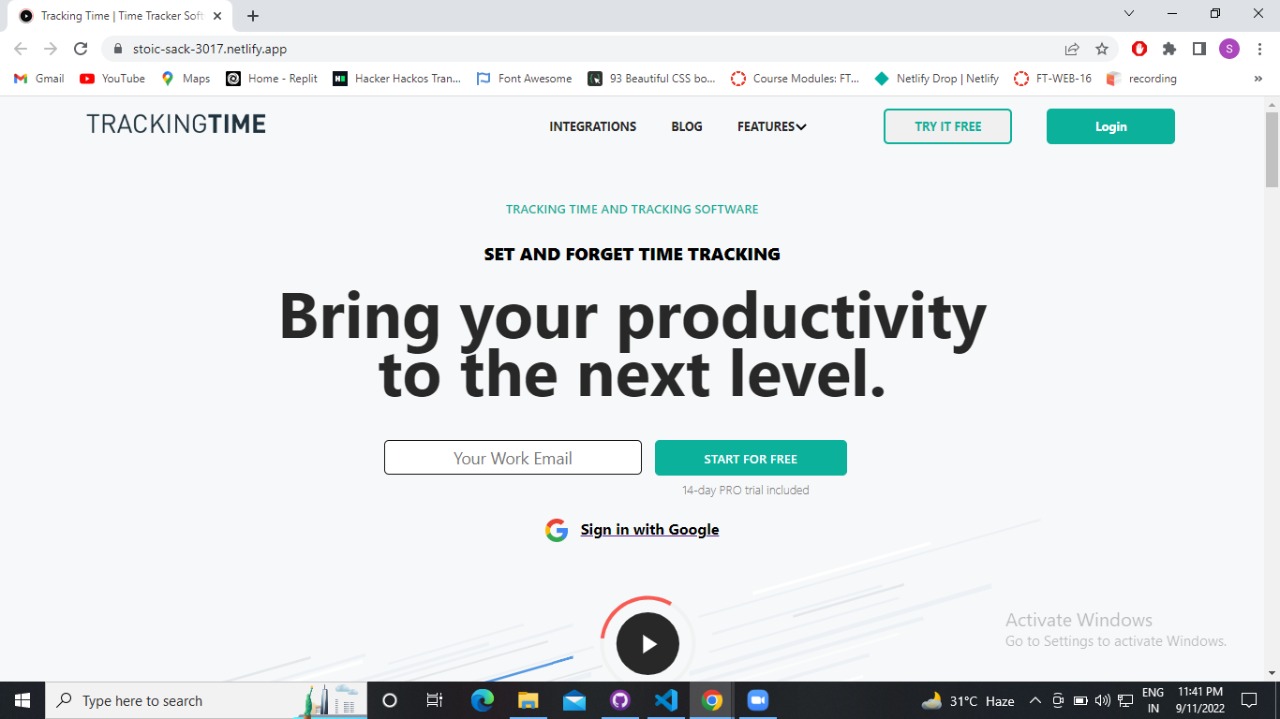 Tracking Time | Time Tracker Soft
stoic-sack-3017.netlify.app
S
Gmail
YouTube
Maps
Home - Replit
Hacker Hackos Tran...
Font Awesome
93 Beautiful CSS bo...
Course Modules: FT...
Netlify Drop | Netlify
FT-WEB-16
recording
»
TRACKINGTIME
INTEGRATIONS
BLOG
FEATURES
TRY IT FREE
Login
TRACKING TIME AND TRACKING SOFTWARE
SET AND FORGET TIME TRACKING
Bring your productivity
to the next level.
Your Work Email
START FOR FREE
14-day PRO trial included
Sign in with Google
Activate Windows
Go to Settings to activate Windows.
Type here to search
31°C Haze
ENG
IN
11:41 PM
9/11/2022